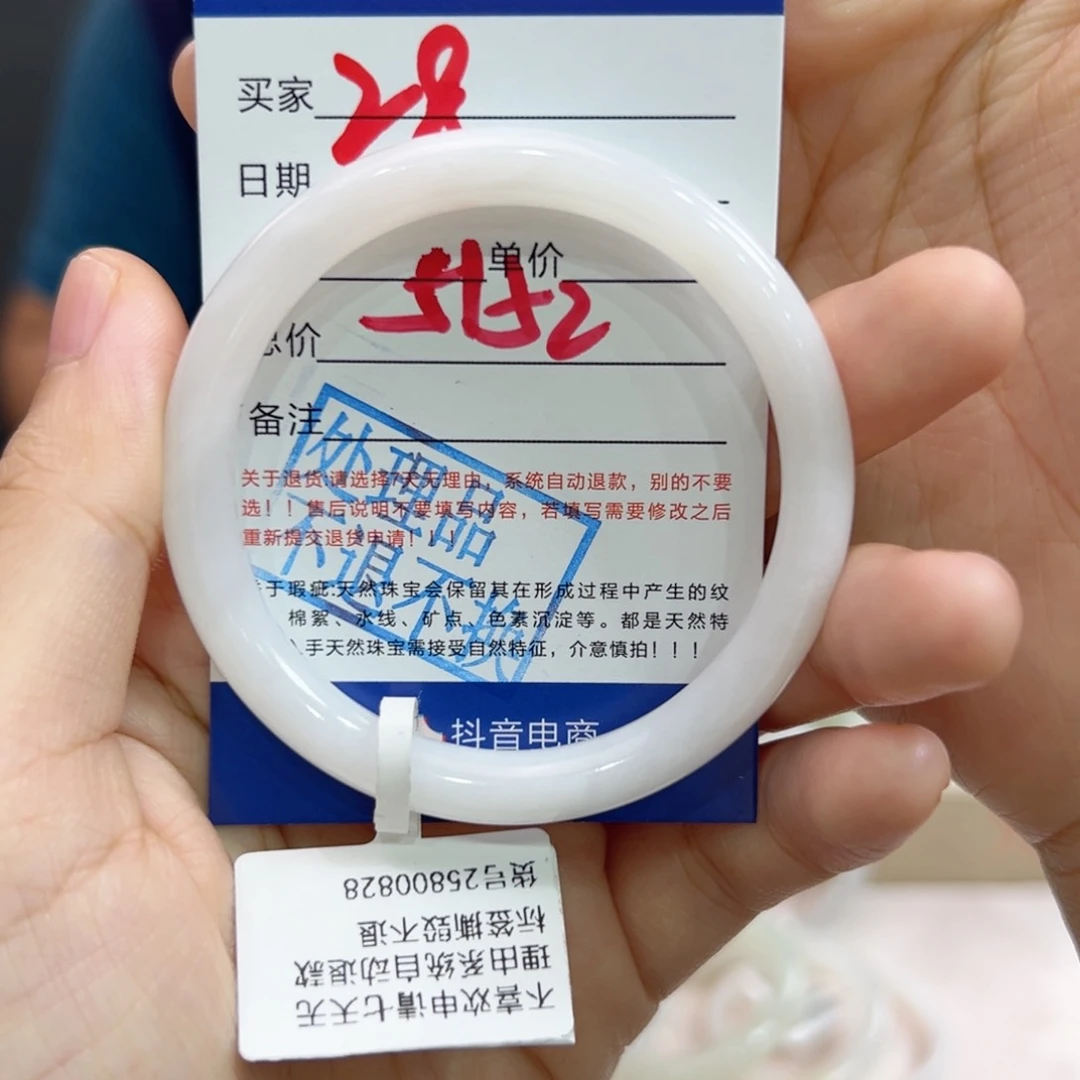 买家
日期
单价
总价
备注
关于退货:请选择7天无理由，系统自动退款，别的不要
选！！售后说明不要填写内容，若填写需要修改之后
重新提交退货申请！！！
于瑕疵:天然珠宝会保留其在形成过程中产生的纹
棉絮、水线、矿点、色素沉淀等。都是天然特
手天然珠宝需接受自然特征，介意慎拍！！！
处理品
不退不换
抖音电商
不喜欢申请七天无
理由系统自动退款
标签撕毁不退
货号25800828